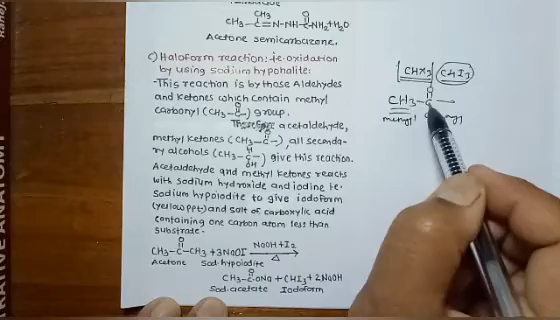 CH3
CH3-C=N-NH-C-NH2+H2O
O
Acetone semicarbazone.
c) Haloform reaction:-i.e. oxidation
by using sodium hypohalite:
-This reaction is by those Aldehydes
and Ketones which contain methyl
O
carbonyl (CH3-C-) group.
Therefore acetaldehyde,
O
methyl Ketones (CH3-C-), all seconda-
H
ry alcohols (CH3-C-) give this reaction.
OH
Acetaldehyde and methyl Ketones reacts
with sodium hydroxide and iodine i.e.
Sodium hypoiodite to give iodoform
(yellow ppt) and salt of carboxylic acid
containing one carbon atom less than
substrate-
O
CH3-C-CH3+3NaOI NaOH+I2
Δ
Acetone Sod.hypoiodite
O
CH3-C-ONa+CHI3+2NaOH
Sod.acetate Iodoform
CHX3 CHI3
O
CH3-C-
methyl